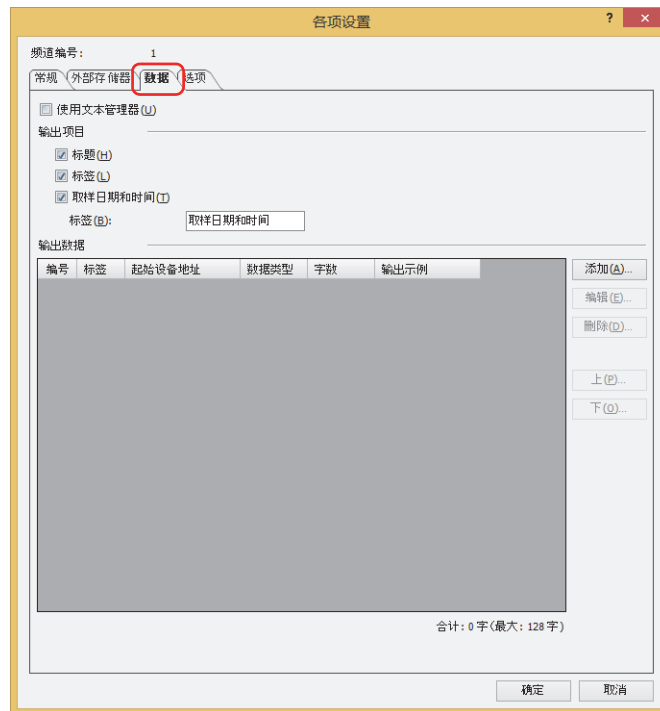 各项设置 ? ×
频道编号: 1
常规 外部存储器 数据 选项
使用文本管理器(U)
输出项目
标题(H)
标签(L)
取样日期和时间(T)
标签(B): 取样日期和时间
输出数据
编号 标签 起始设备地址 数据类型 字数 输出示例
添加(A)...
编辑(E)...
删除(D)...
上(P)...
下(O)...
合计: 0 字(最大: 128 字)
确定 取消